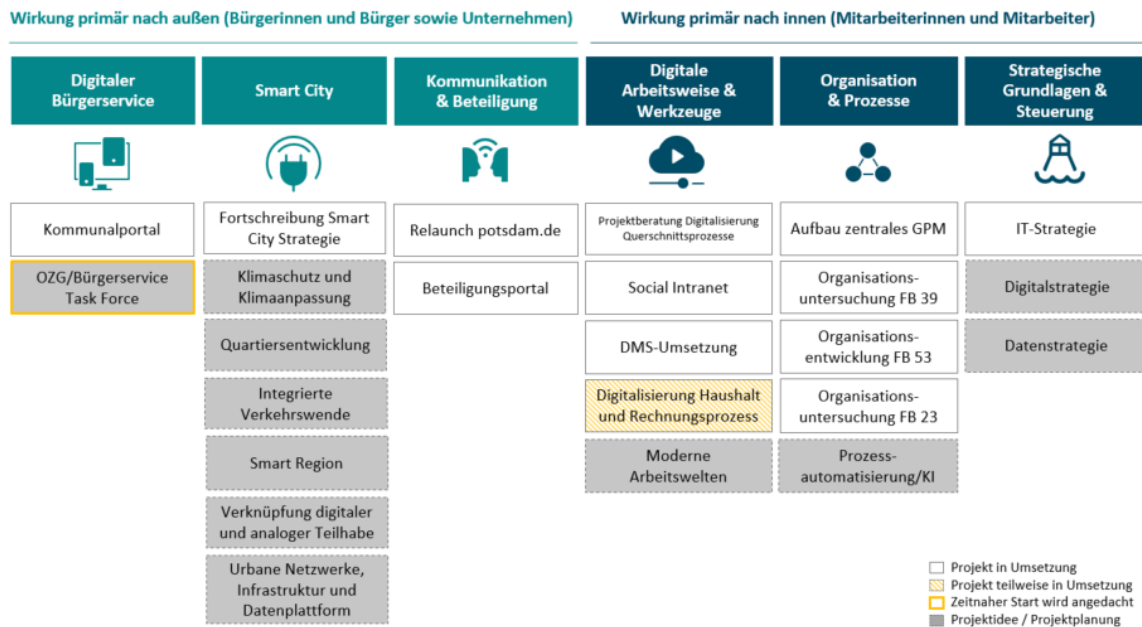 Wirkung primär nach außen (Bürgerinnen und Bürger sowie Unternehmen)
Wirkung primär nach innen (Mitarbeiterinnen und Mitarbeiter)
Digitaler
Bürgerservice
Kommunalportal
OZG/Bürgerservice
Task Force
Smart City
Fortschreibung Smart
City Strategie
Klimaschutz und
Klimaanpassung
Quartiersentwicklung
Integrierte
Verkehrswende
Smart Region
Verknüpfung digitaler
und analoger Teilhabe
Urbane Netzwerke,
Infrastruktur und
Datenplattform
Kommunikation
& Beteiligung
Relaunch potsdam.de
Beteiligungsportal
Digitale
Arbeitsweise &
Werkzeuge
Projektberatung Digitalisierung
Querschnittsprozesse
Social Intranet
DMS-Umsetzung
Digitalisierung Haushalt
und Rechnungsprozess
Moderne
Arbeitswelten
Organisation
& Prozesse
Aufbau zentrales GPM
Organisations-
untersuchung FB 39
Organisations-
entwicklung FB 53
Organisations-
untersuchung FB 23
Prozess-
automatisierung/KI
Strategische
Grundlagen &
Steuerung
IT-Strategie
Digitalstrategie
Datenstrategie
Projekt in Umsetzung
Projekt teilweise in Umsetzung
Zeitnaher Start wird angedacht
Projektidee / Projektplanung